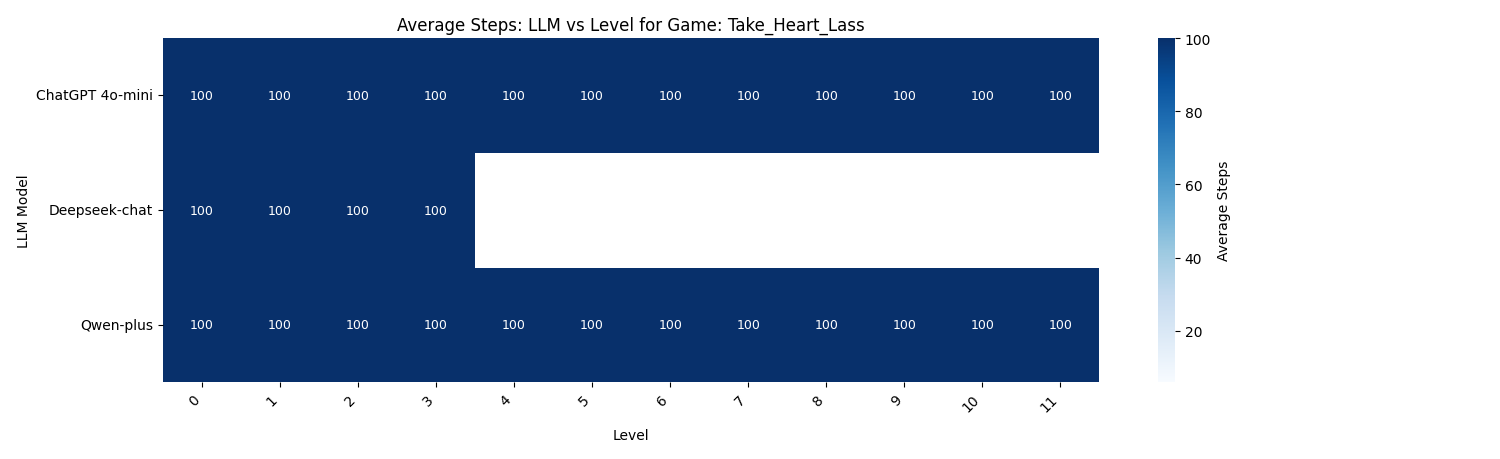 Average Steps: LLM vs Level for Game: Take_Heart_Lass
LLM Model
ChatGPT 4o-mini
100 100 100 100 100 100 100 100 100 100 100 100
Deepseek-chat
100 100 100 100
Qwen-plus
100 100 100 100 100 100 100 100 100 100 100 100
0 1 2 3 4 5 6 7 8 9 10 11
Level
100
80
60
40
20
Average Steps